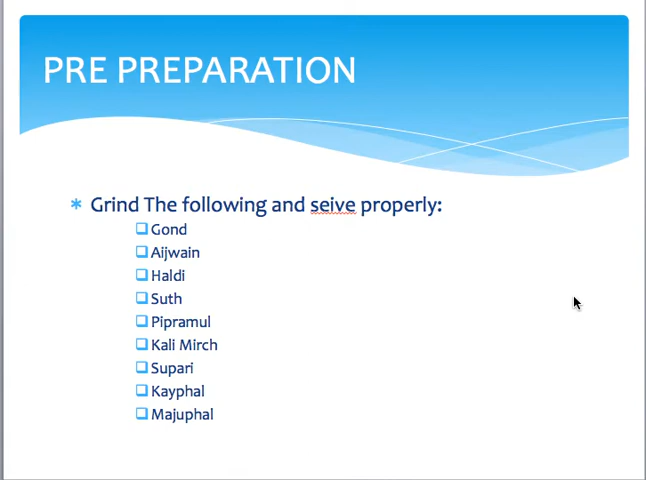 PRE PREPARATION
Grind The following and seive properly:
Gond
Aijwain
Haldi
Suth
Pipramul
Kali Mirch
Supari
Kayphal
Majuphal